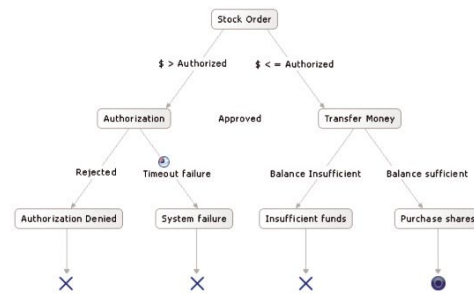 Stock Order
$ > Authorized
$ < = Authorized
Authorization
Approved
Transfer Money
Rejected
Timeout failure
Balance Insufficient
Balance sufficient
Authorization Denied
System failure
Insufficient funds
Purchase shares